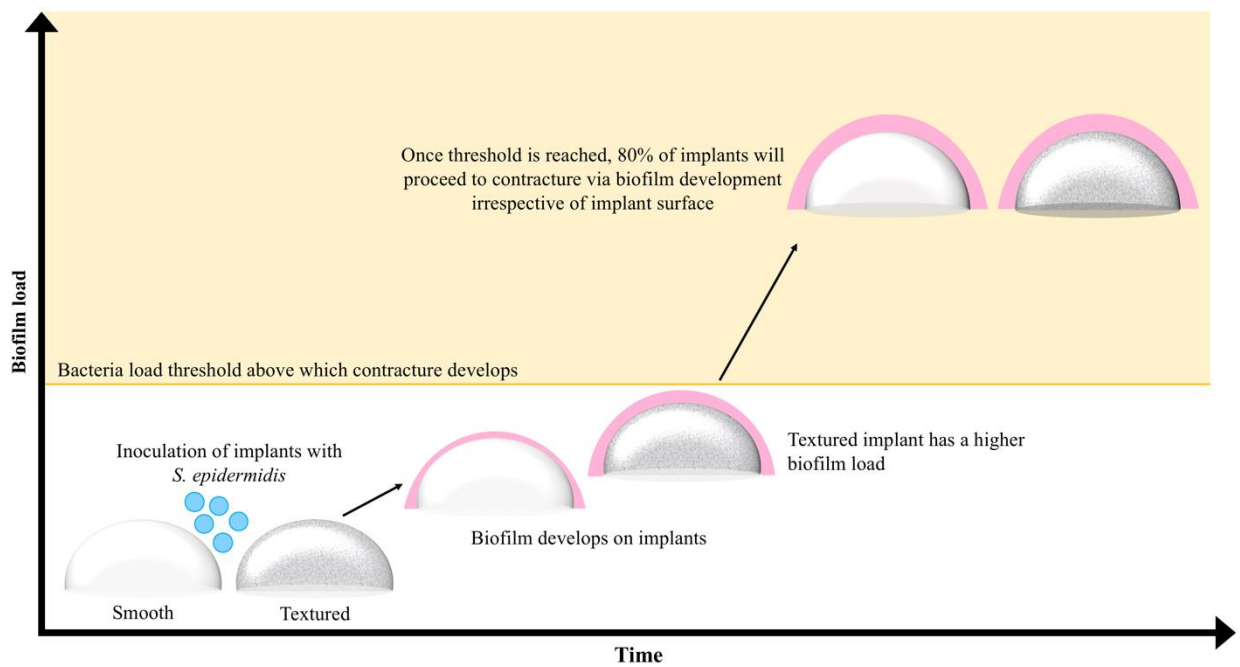 Once threshold is reached, 80% of implants will
proceed to contracture via biofilm development
irrespective of implant surface
Biofilm load
Bacteria load threshold above which contracture develops
Inoculation of implants with
S. epidermidis
Textured implant has a higher
biofilm load
Biofilm develops on implants
Smooth
Textured
Time